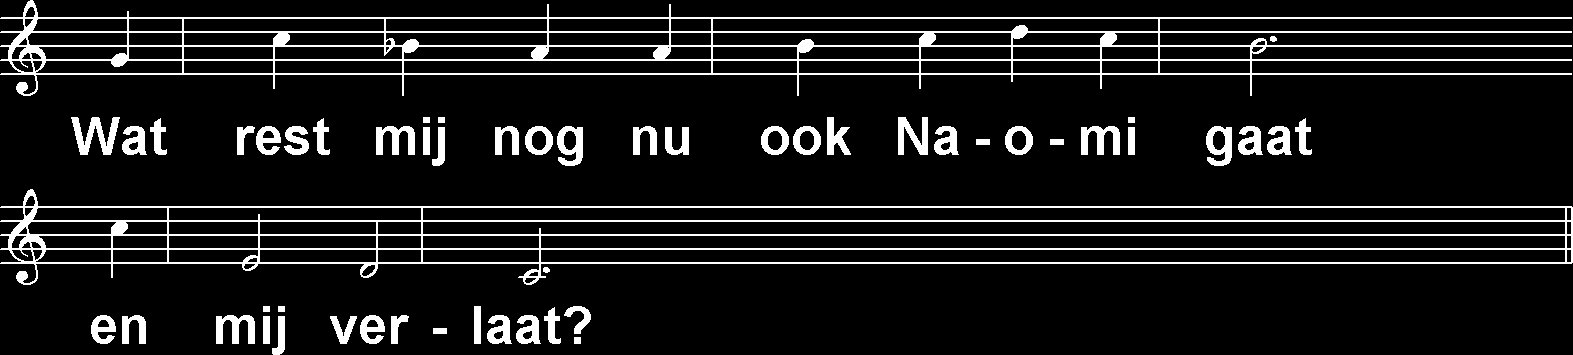 Wat rest mij nog nu ook Na - o - mi gaat
en mij ver - laat?